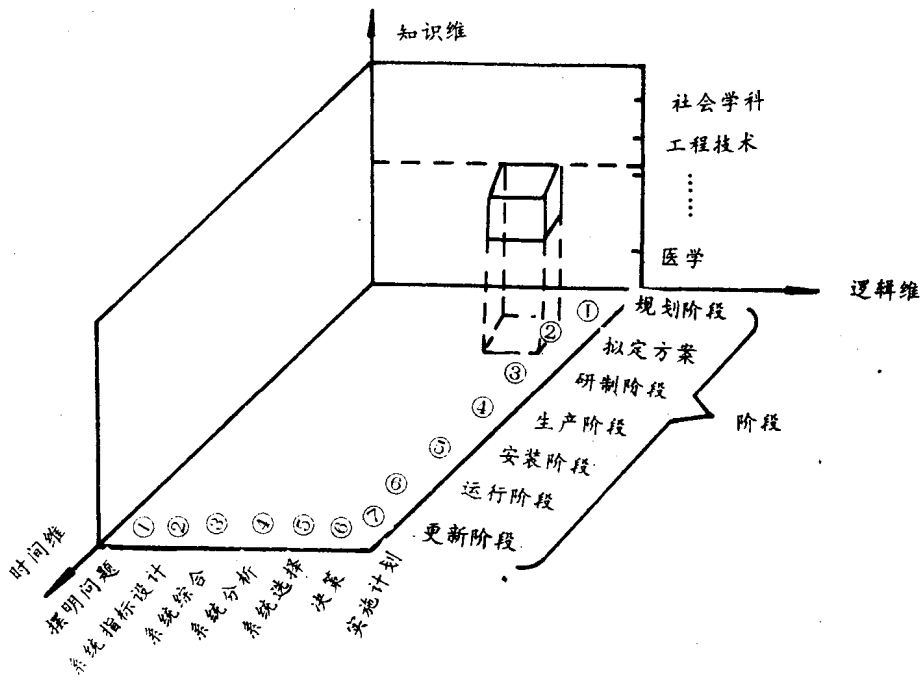 知识维
社会学科
工程技术
……
医学
逻辑维
① 规划阶段
② 拟定方案
③ 研制阶段
④ 生产阶段
⑤ 安装阶段
⑥ 运行阶段
⑦ 更新阶段
阶段
时间维
① ② ③ ④ ⑤ ⑥
摆明问题
系统指标设计
系统综合
系统分析
系统选择
决策
实施计划